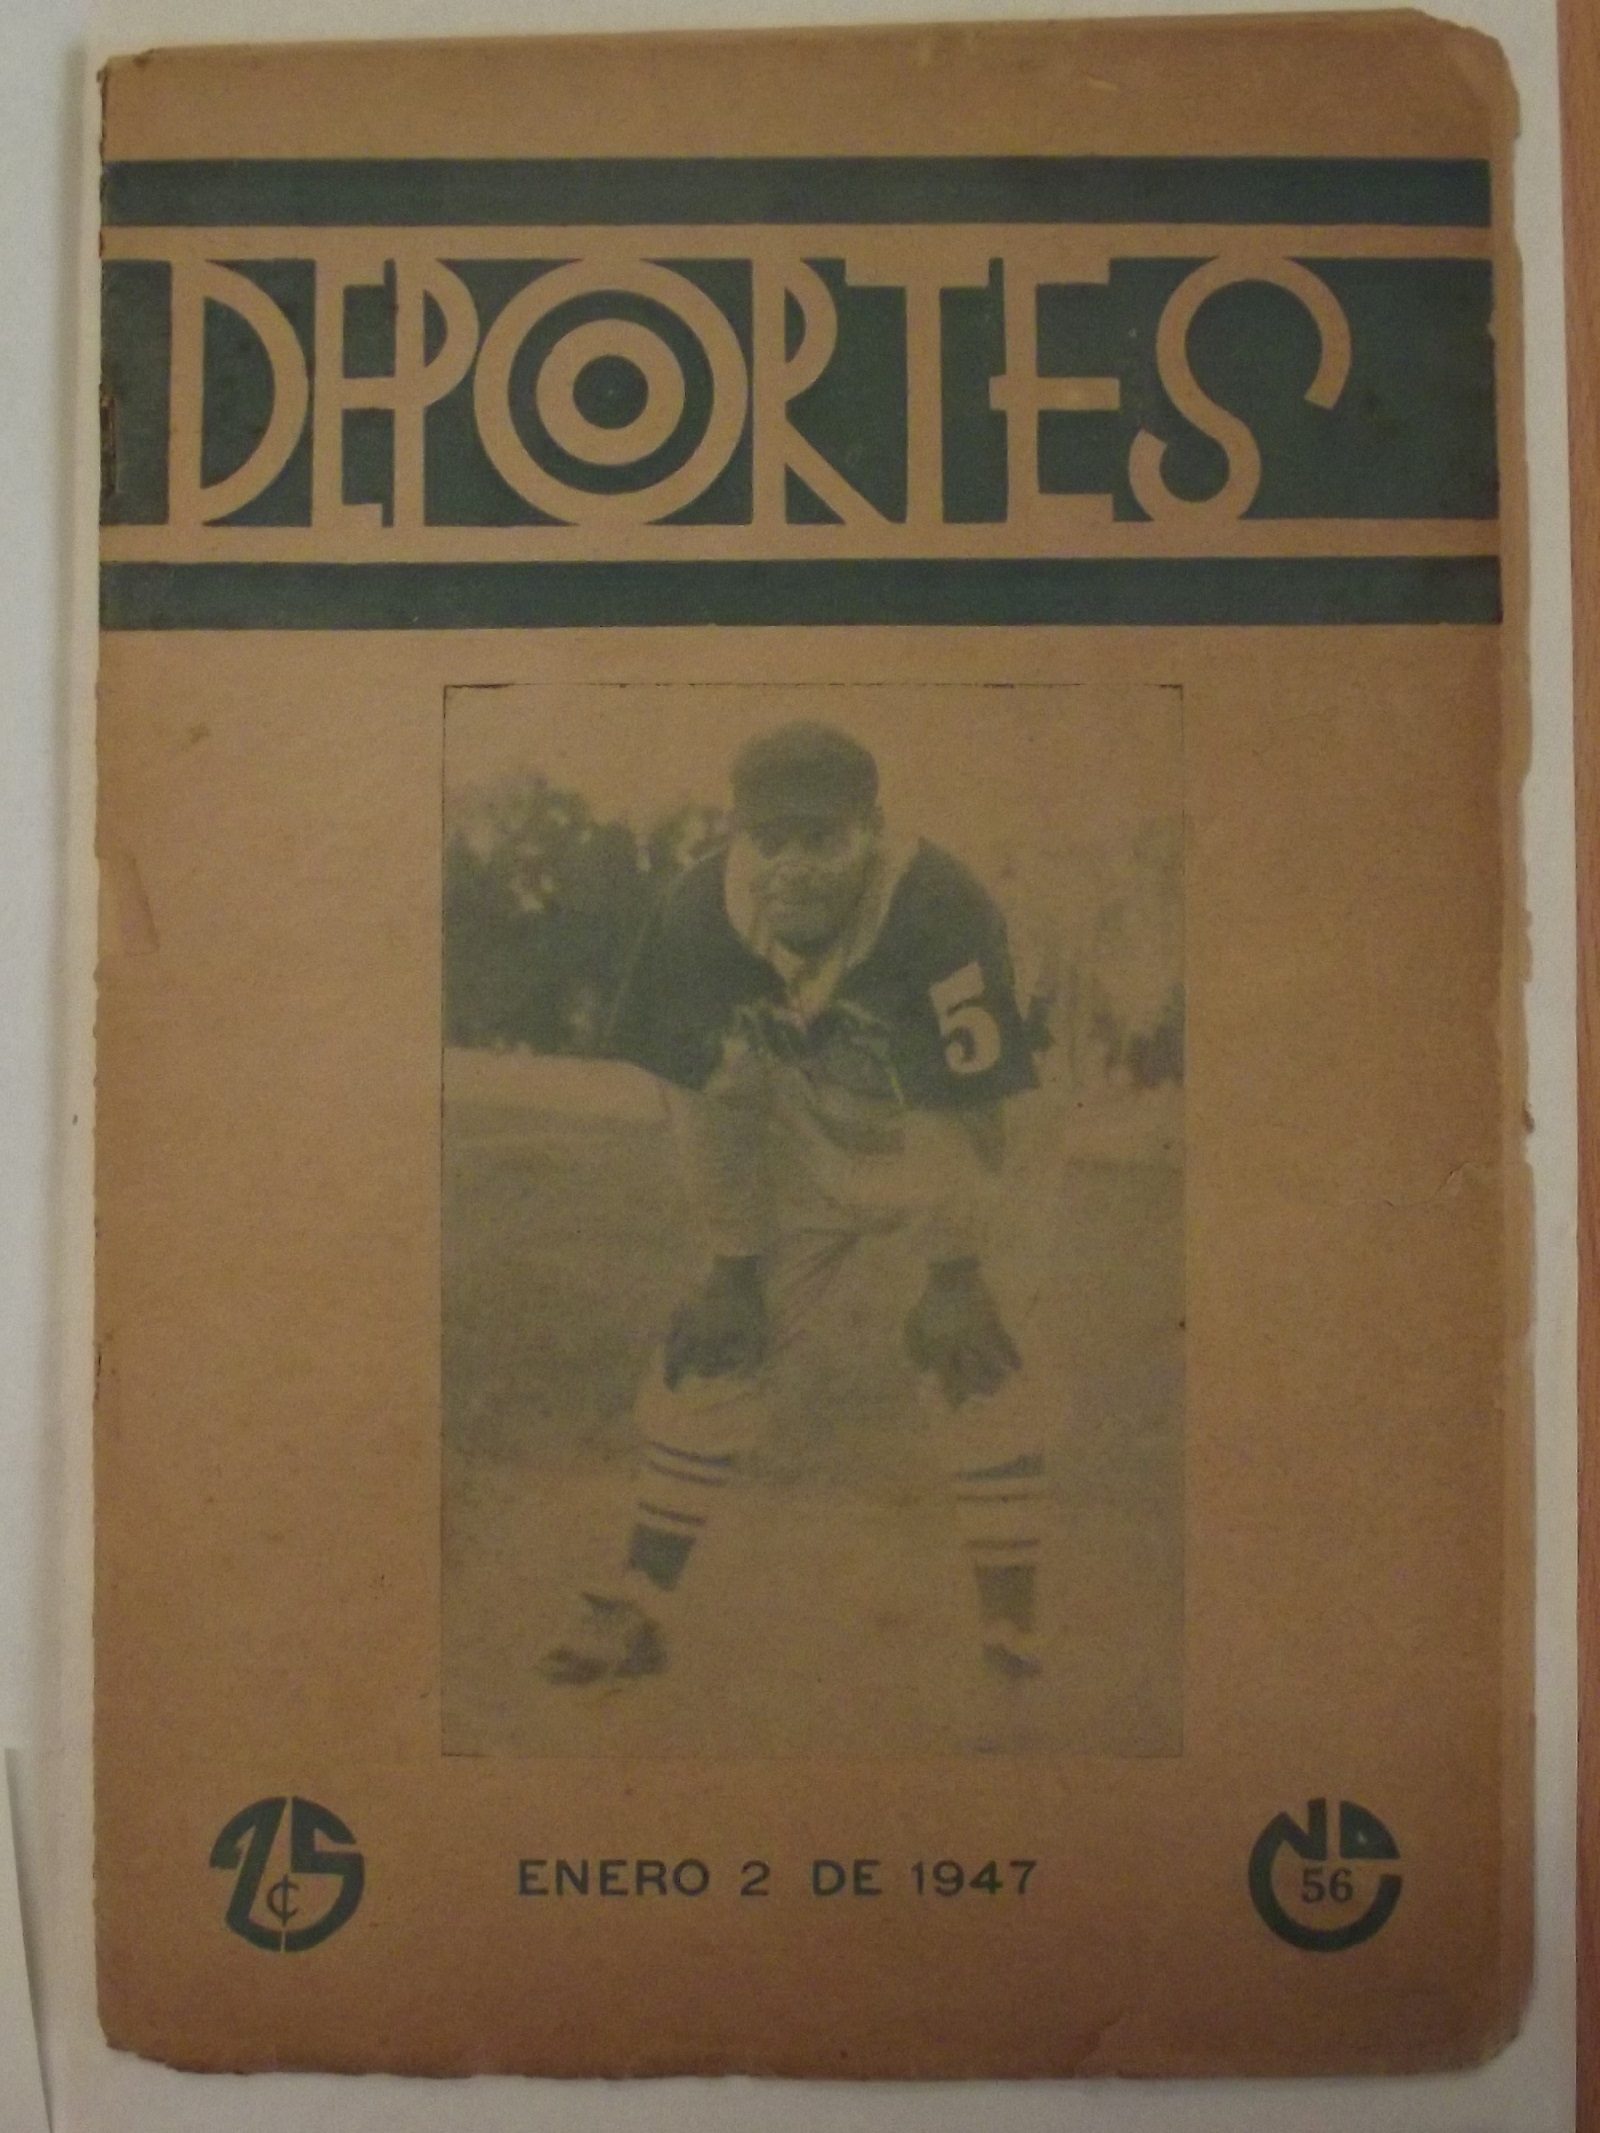 DEPORTES
5
25
¢
ENERO 2 DE 1947
NO
56